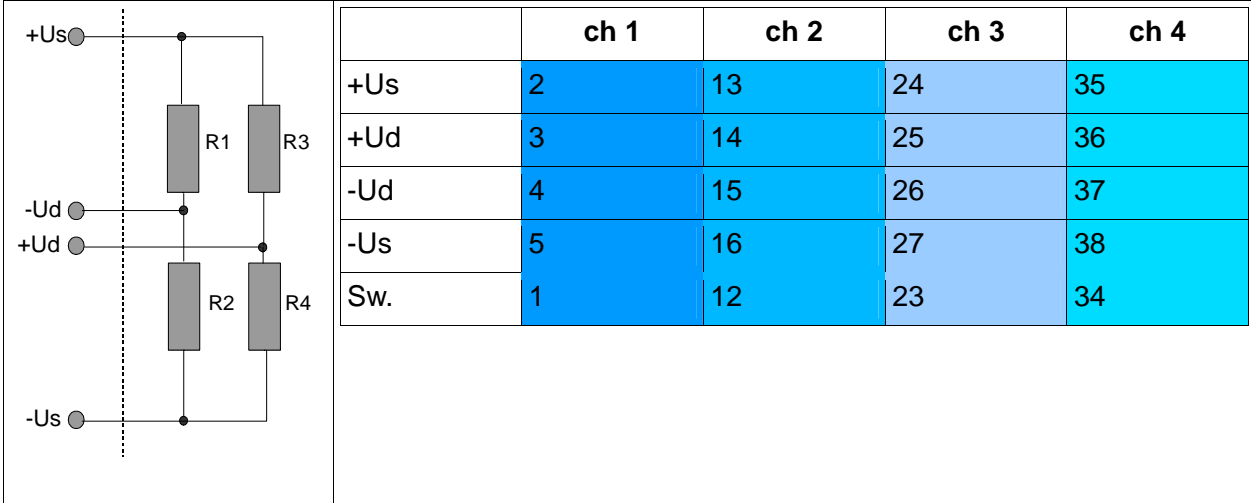 +Us
R1
R3
-Ud
+Ud
R2
R4
-Us
ch 1 ch 2 ch 3 ch 4
+Us 2 13 24 35
+Ud 3 14 25 36
-Ud 4 15 26 37
-Us 5 16 27 38
Sw. 1 12 23 34